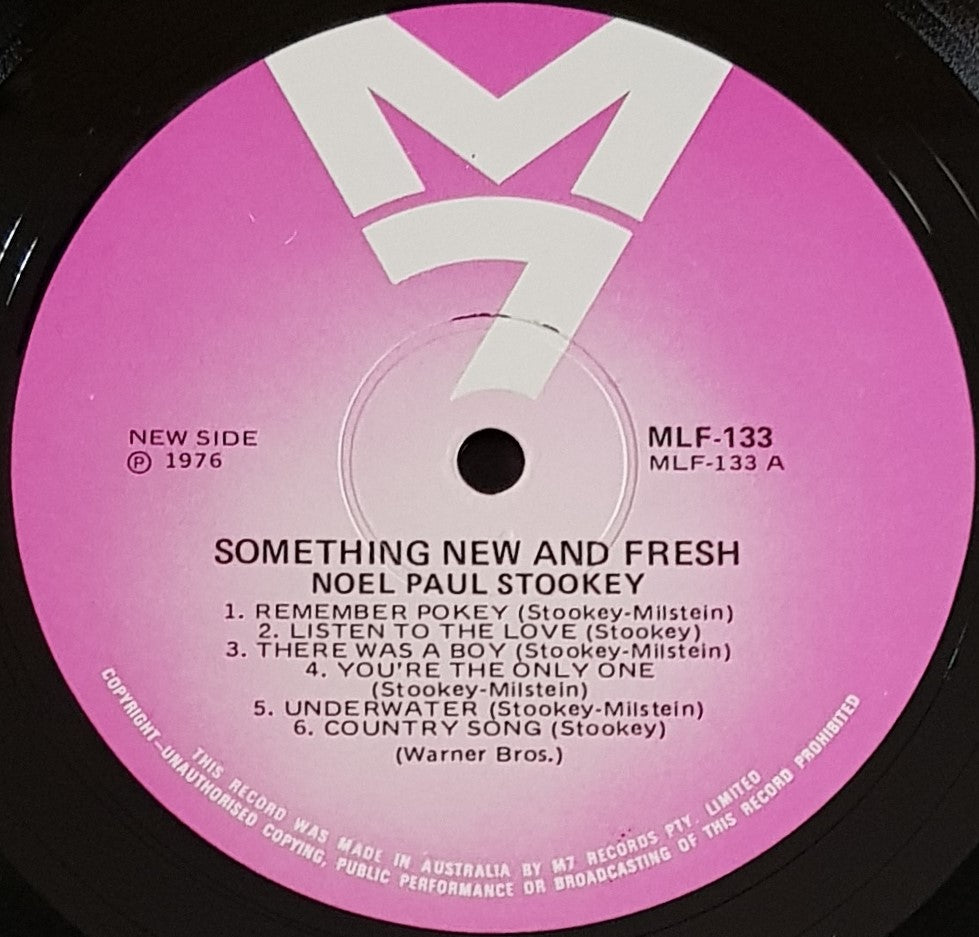 M
7
NEW SIDE
Ⓟ 1976
MLF-133
MLF-133 A
SOMETHING NEW AND FRESH
NOEL PAUL STOOKEY
1. REMEMBER POKEY (Stookey-Milstein)
2. LISTEN TO THE LOVE (Stookey)
3. THERE WAS A BOY (Stookey-Milstein)
4. YOU'RE THE ONLY ONE
(Stookey-Milstein)
5. UNDERWATER (Stookey-Milstein)
6. COUNTRY SONG (Stookey)
(Warner Bros.)
THIS RECORD WAS MADE IN AUSTRALIA BY M7 RECORDS PTY. LIMITED
COPYRIGHT—UNAUTHORISED COPYING, PUBLIC PERFORMANCE OR BROADCASTING OF THIS RECORD PROHIBITED